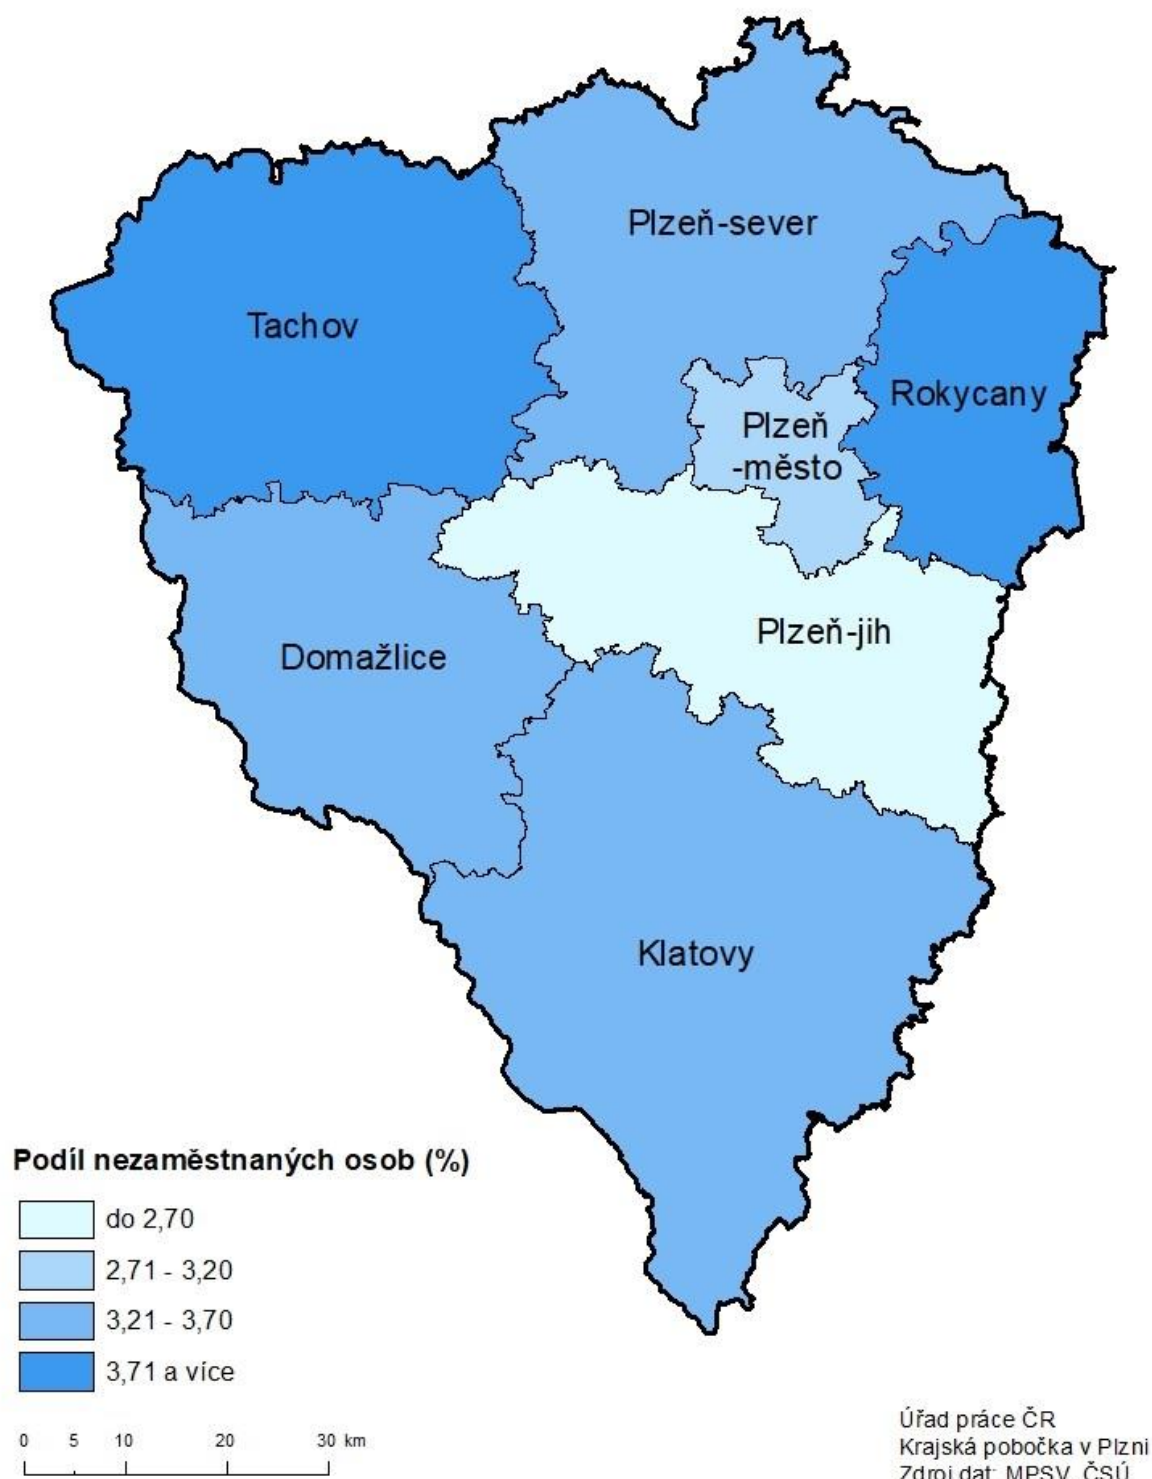 Plzeň-sever
Tachov
Rokycany
Plzeň
-město
Plzeň-jih
Domažlice
Klatovy
Podíl nezaměstnaných osob (%)
do 2,70
2,71 - 3,20
3,21 - 3,70
3,71 a více
0 5 10 20 30 km
Úřad práce ČR
Krajská pobočka v Plzni
Zdroj dat: MPSV, ČSÚ